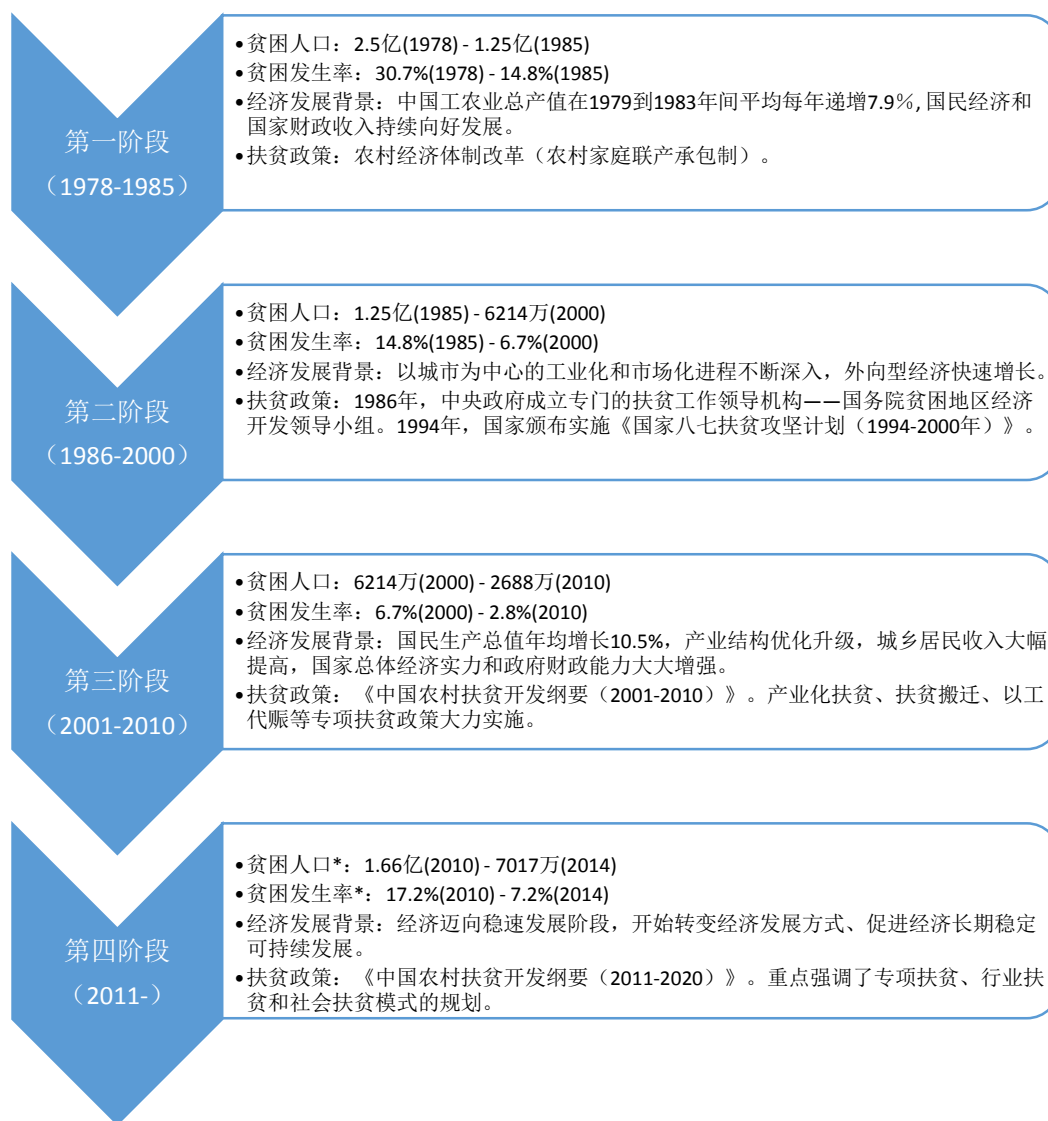 第一阶段
（1978-1985）
•贫困人口：2.5亿(1978) - 1.25亿(1985)
•贫困发生率：30.7%(1978) - 14.8%(1985)
•经济发展背景：中国工农业总产值在1979到1983年间平均每年递增7.9％, 国民经济和
国家财政收入持续向好发展。
•扶贫政策：农村经济体制改革（农村家庭联产承包制）。
第二阶段
（1986-2000）
•贫困人口：1.25亿(1985) - 6214万(2000)
•贫困发生率：14.8%(1985) - 6.7%(2000)
•经济发展背景：以城市为中心的工业化和市场化进程不断深入，外向型经济快速增长。
•扶贫政策：1986年，中央政府成立专门的扶贫工作领导机构——国务院贫困地区经济
开发领导小组。1994年，国家颁布实施《国家八七扶贫攻坚计划（1994-2000年）》。
第三阶段
（2001-2010）
•贫困人口：6214万(2000) - 2688万(2010)
•贫困发生率：6.7%(2000) - 2.8%(2010)
•经济发展背景：国民生产总值年均增长10.5%，产业结构优化升级，城乡居民收入大幅
提高，国家总体经济实力和政府财政能力大大增强。
•扶贫政策：《中国农村扶贫开发纲要（2001-2010）》。产业化扶贫、扶贫搬迁、以工
代赈等专项扶贫政策大力实施。
第四阶段
（2011-）
•贫困人口*：1.66亿(2010) - 7017万(2014)
•贫困发生率*：17.2%(2010) - 7.2%(2014)
•经济发展背景：经济迈向稳速发展阶段，开始转变经济发展方式、促进经济长期稳定
可持续发展。
•扶贫政策：《中国农村扶贫开发纲要（2011-2020）》。重点强调了专项扶贫、行业扶
贫和社会扶贫模式的规划。